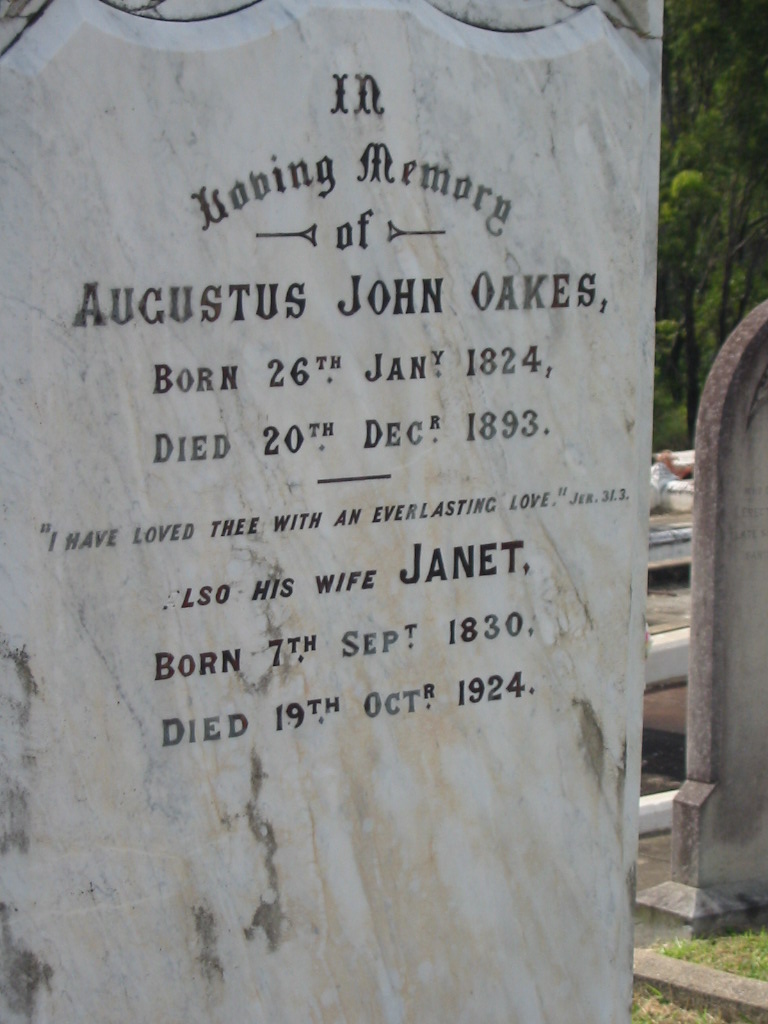 IN
Loving Memory
of
AUGUSTUS JOHN OAKES,
BORN 26TH JANY. 1824,
DIED 20TH DECR. 1893.
"I HAVE LOVED THEE WITH AN EVERLASTING LOVE." JER. 31.3.
ALSO HIS WIFE JANET,
BORN 7TH SEPT. 1830,
DIED 19TH OCTR. 1924.